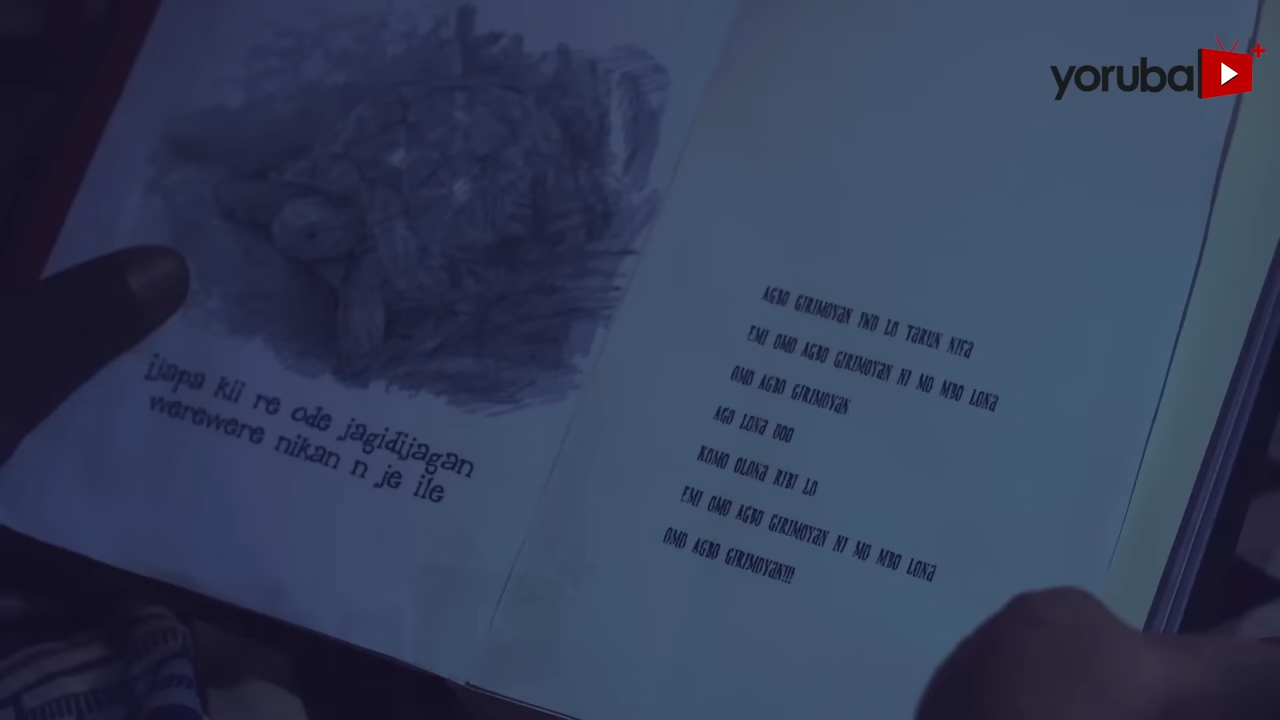 yoruba
ijapa kii re ode jagidijagan
werewere nikan n je ile
AGBO GIRIMOYAN IWO LO TARUN NIFA
EMI OMO AGBO GIRIMOYAN NI MO MBO LONA
OMO AGBO GIRIMOYAN
AGO LONA OOO
KOMO OLONA RIBI LO
EMI OMO AGBO GIRIMOYAN NI MO MBO LONA
OMO AGBO GIRIMOYAN!!!